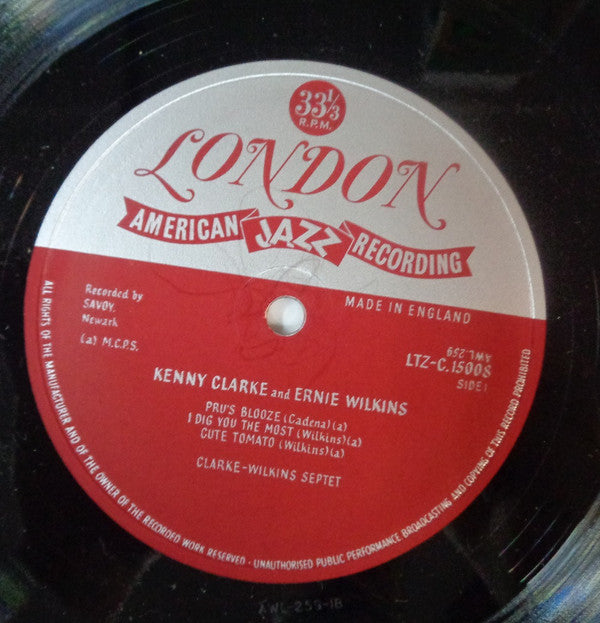 33⅓
R.P.M.
LONDON
AMERICAN JAZZ RECORDING
MADE IN ENGLAND
Recorded by
SAVOY,
Newark
(a) M.C.P.S.
AWL 259
LTZ-C.15008
SIDE 1
KENNY CLARKE and ERNIE WILKINS
PRU'S BLOOZE (Cadena)(a)
I DIG YOU THE MOST (Wilkins)(a)
CUTE TOMATO (Wilkins)(a)
CLARKE-WILKINS SEPTET
ALL RIGHTS OF THE MANUFACTURER AND OF THE OWNER OF THE RECORDED WORK RESERVED · UNAUTHORISED PUBLIC PERFORMANCE BROADCASTING AND COPYING OF THIS RECORD PROHIBITED
AWL-259-1B